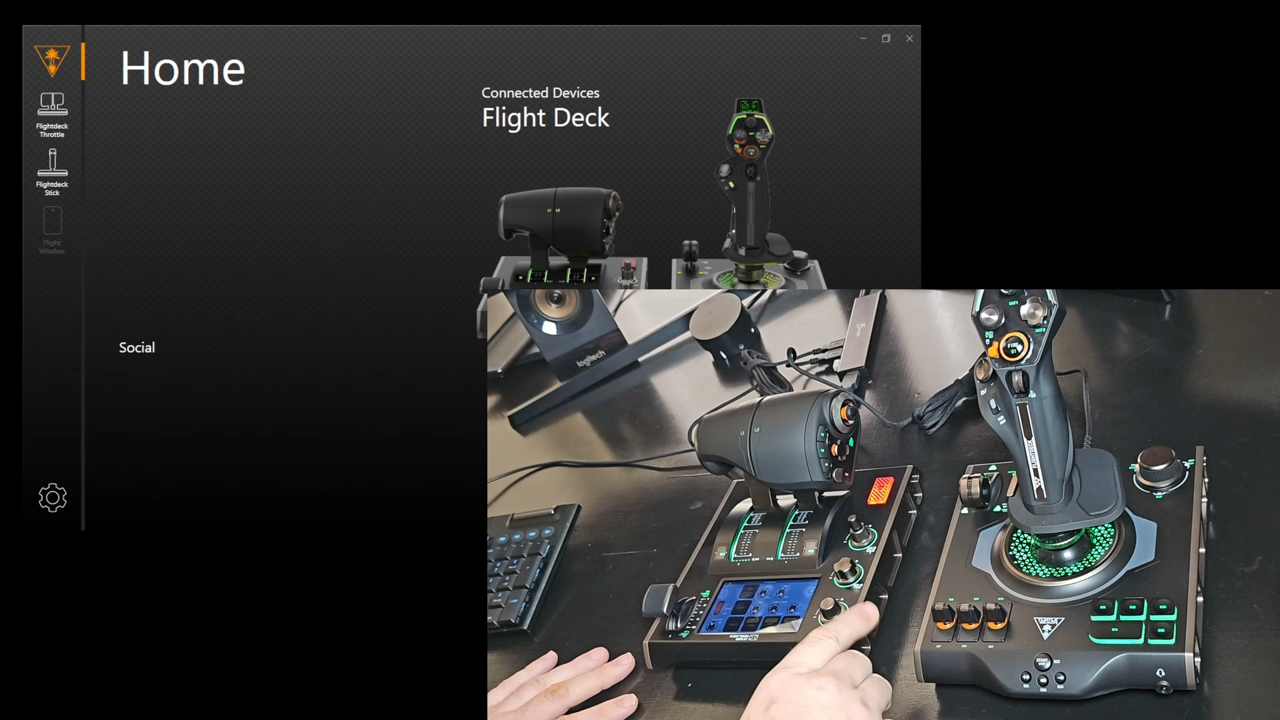 Home
Connected Devices
Flight Deck
Flightdeck
Throttle
Flightdeck
Stick
Flight
Window
Social
logitech